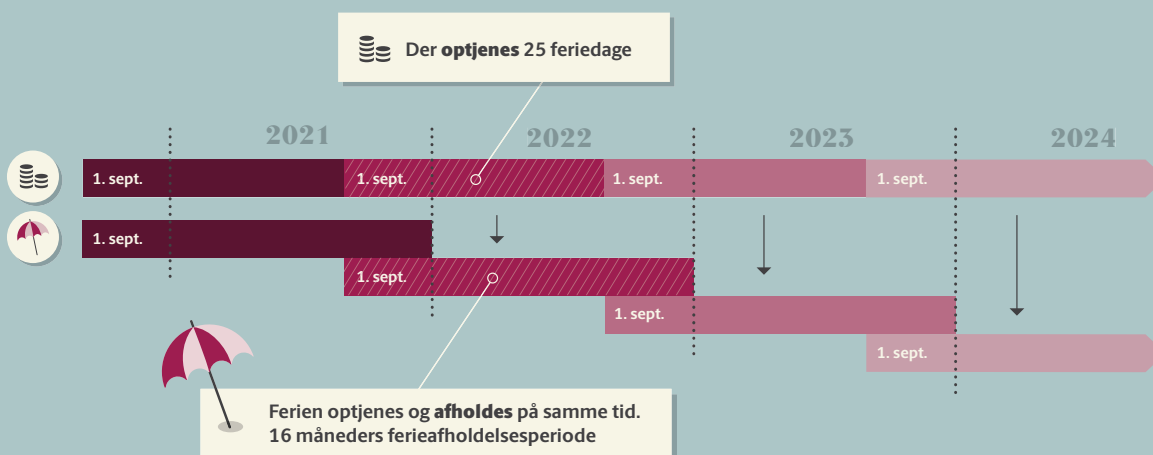 Der optjenes 25 feriedage
2021
2022
2023
2024
1. sept.
1. sept.
1. sept.
1. sept.
1. sept.
1. sept.
1. sept.
1. sept.
Ferien optjenes og afholdes på samme tid.
16 måneders ferieafholdelsesperiode